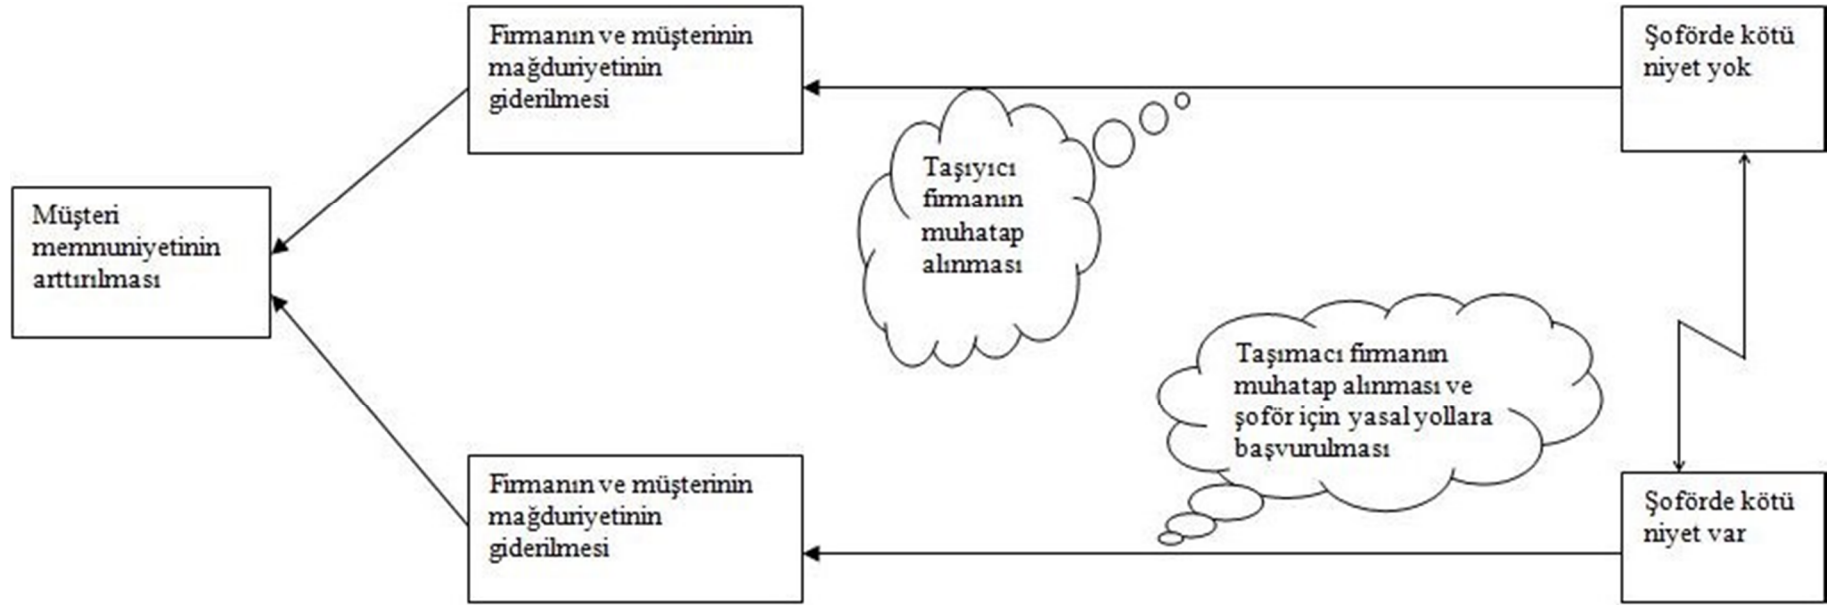 Firmanın ve müşterinin
mağduriyetinin
giderilmesi
Şoförde kötü
niyet yok
Taşıyıcı
firmanın
muhatap
alınması
Müşteri
memnuniyetinin
arttırılması
Taşımacı firmanın
muhatap alınması ve
şoför için yasal yollara
başvurulması
Firmanın ve müşterinin
mağduriyetinin
giderilmesi
Şoförde kötü
niyet var